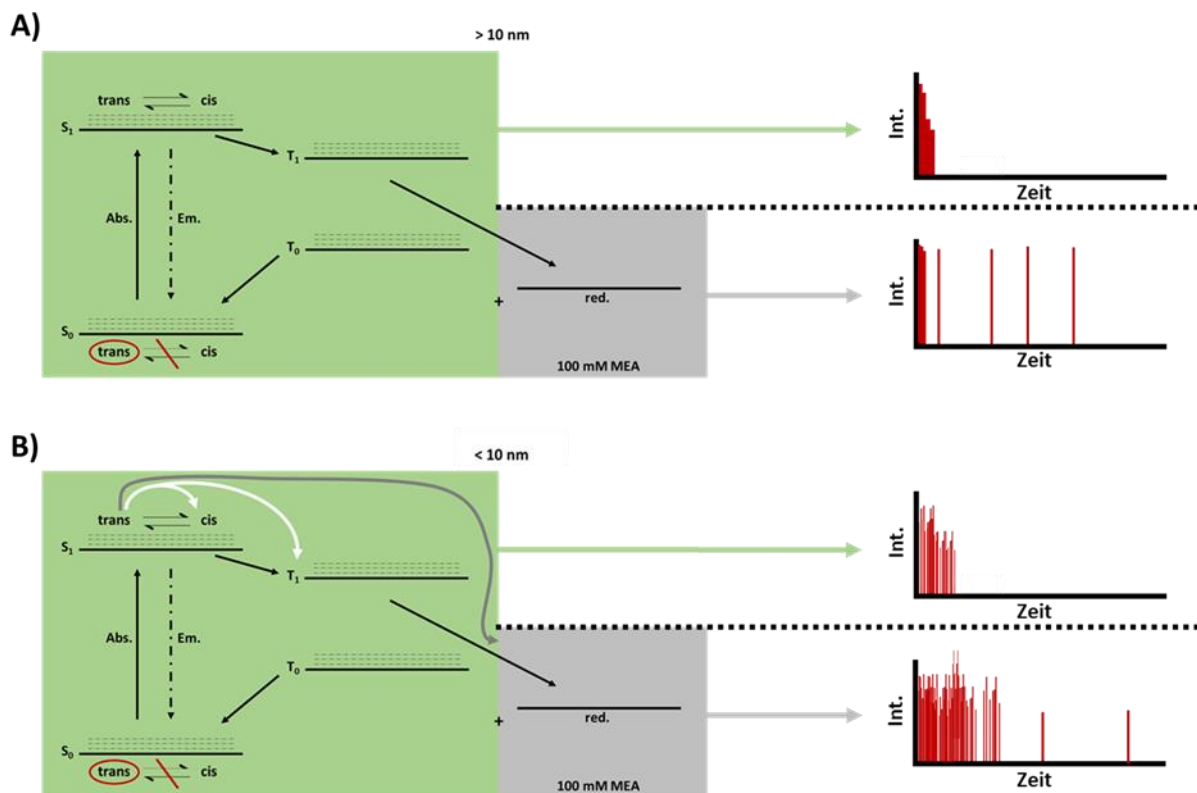 A)
> 10 nm
trans cis
S1
T1
Abs. Em.
T0
+ red.
S0
trans cis
100 mM MEA
Int.
Zeit
Int.
Zeit
B)
< 10 nm
trans cis
S1
T1
Abs. Em.
T0
+ red.
S0
trans cis
100 mM MEA
Int.
Zeit
Int.
Zeit